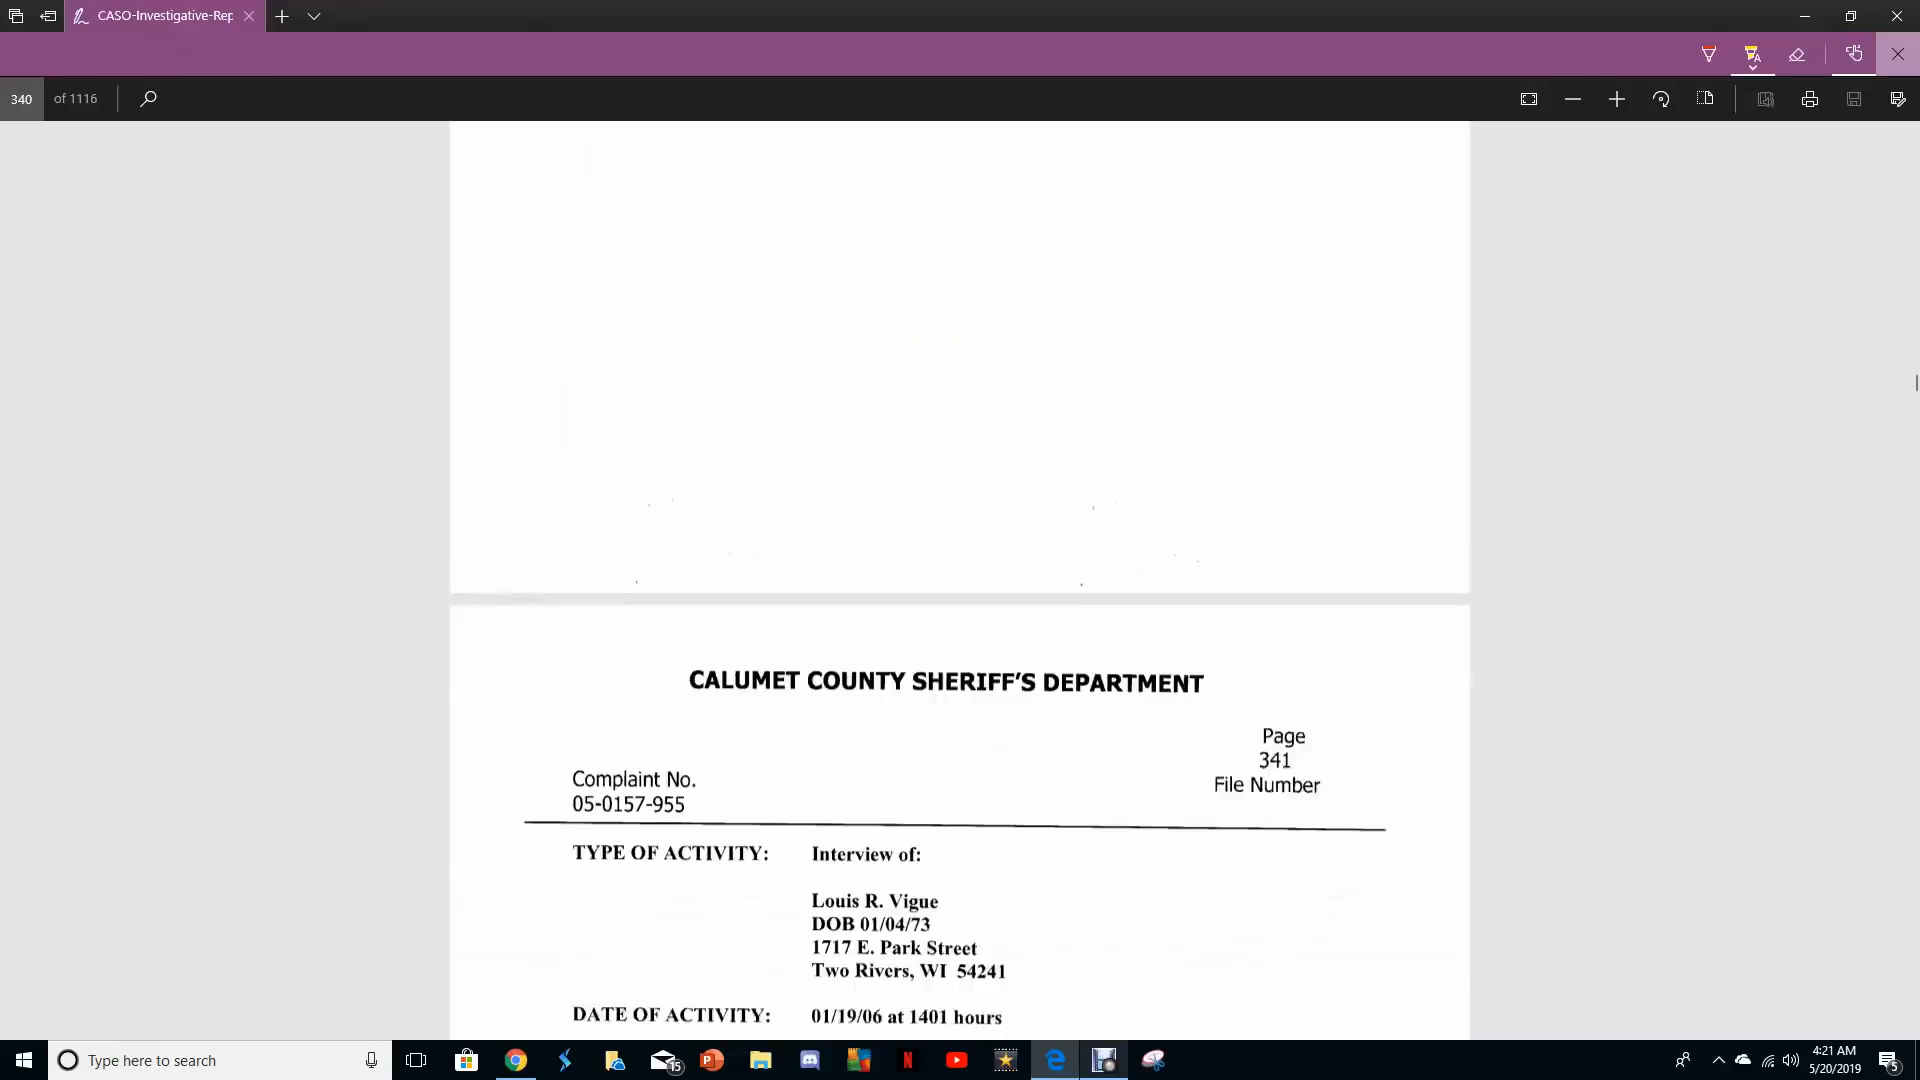 CASO-Investigative-Rep
340 of 1116
CALUMET COUNTY SHERIFF'S DEPARTMENT
Page
341
File Number
Complaint No.
05-0157-955
TYPE OF ACTIVITY: Interview of:
Louis R. Vigue
DOB 01/04/73
1717 E. Park Street
Two Rivers, WI 54241
DATE OF ACTIVITY: 01/19/06 at 1401 hours
Type here to search
15
4:21 AM
5/20/2019
5